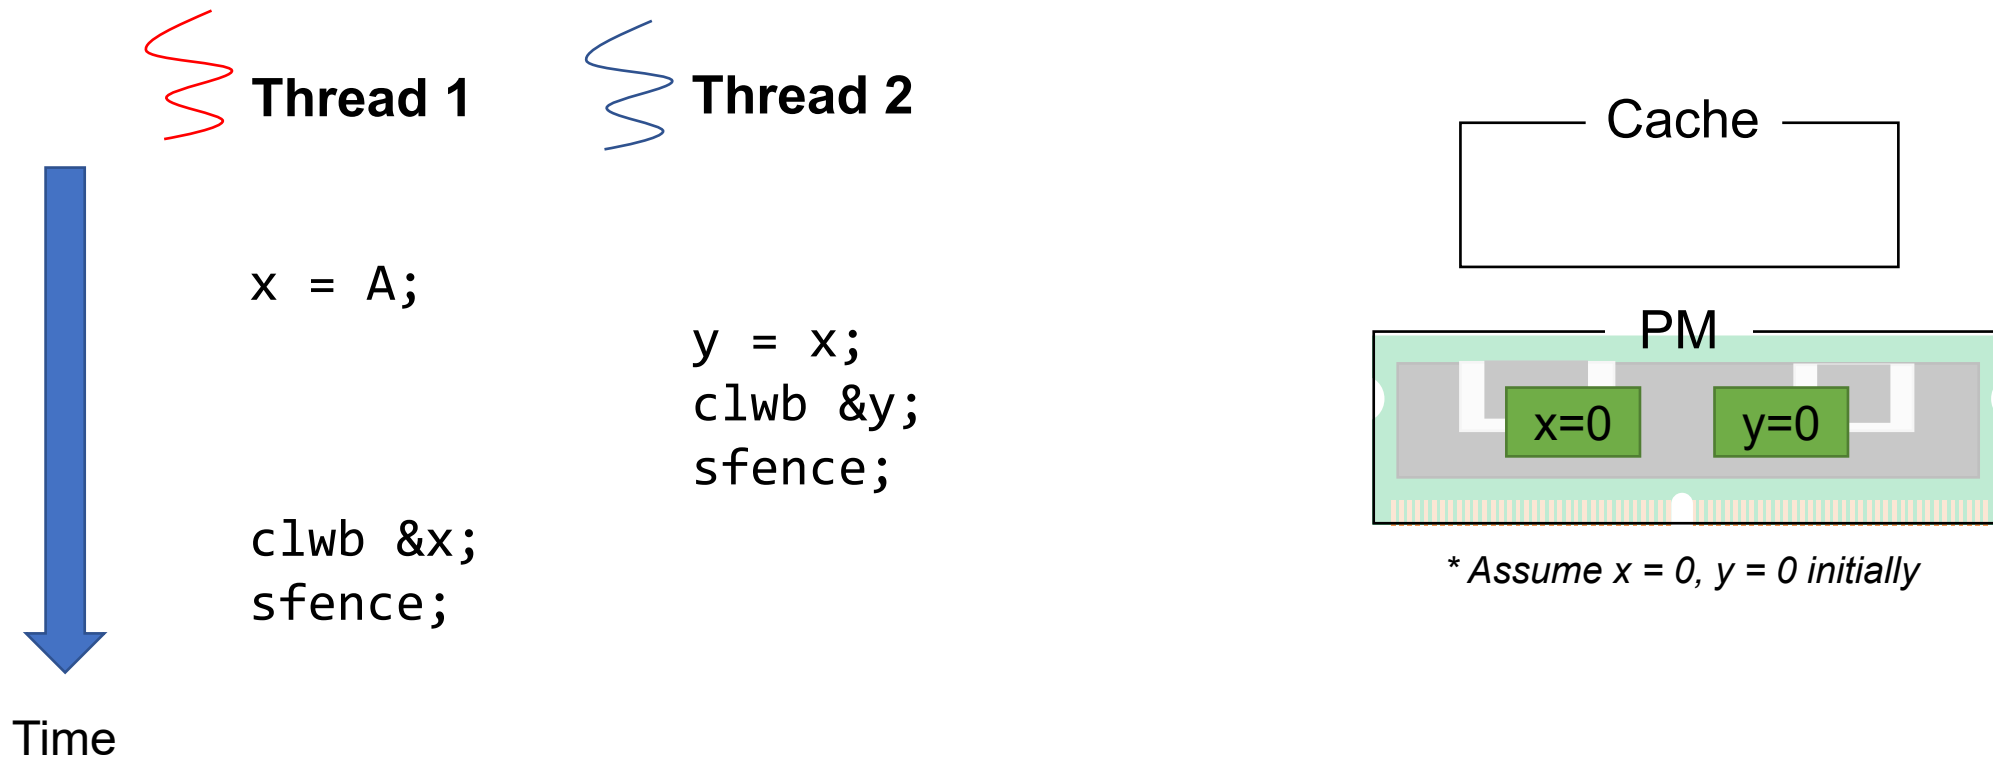 Thread 1
Thread 2
Cache
x = A;
y = x;
clwb &y;
sfence;
clwb &x;
sfence;
PM
x=0
y=0
* Assume x = 0, y = 0 initially
Time